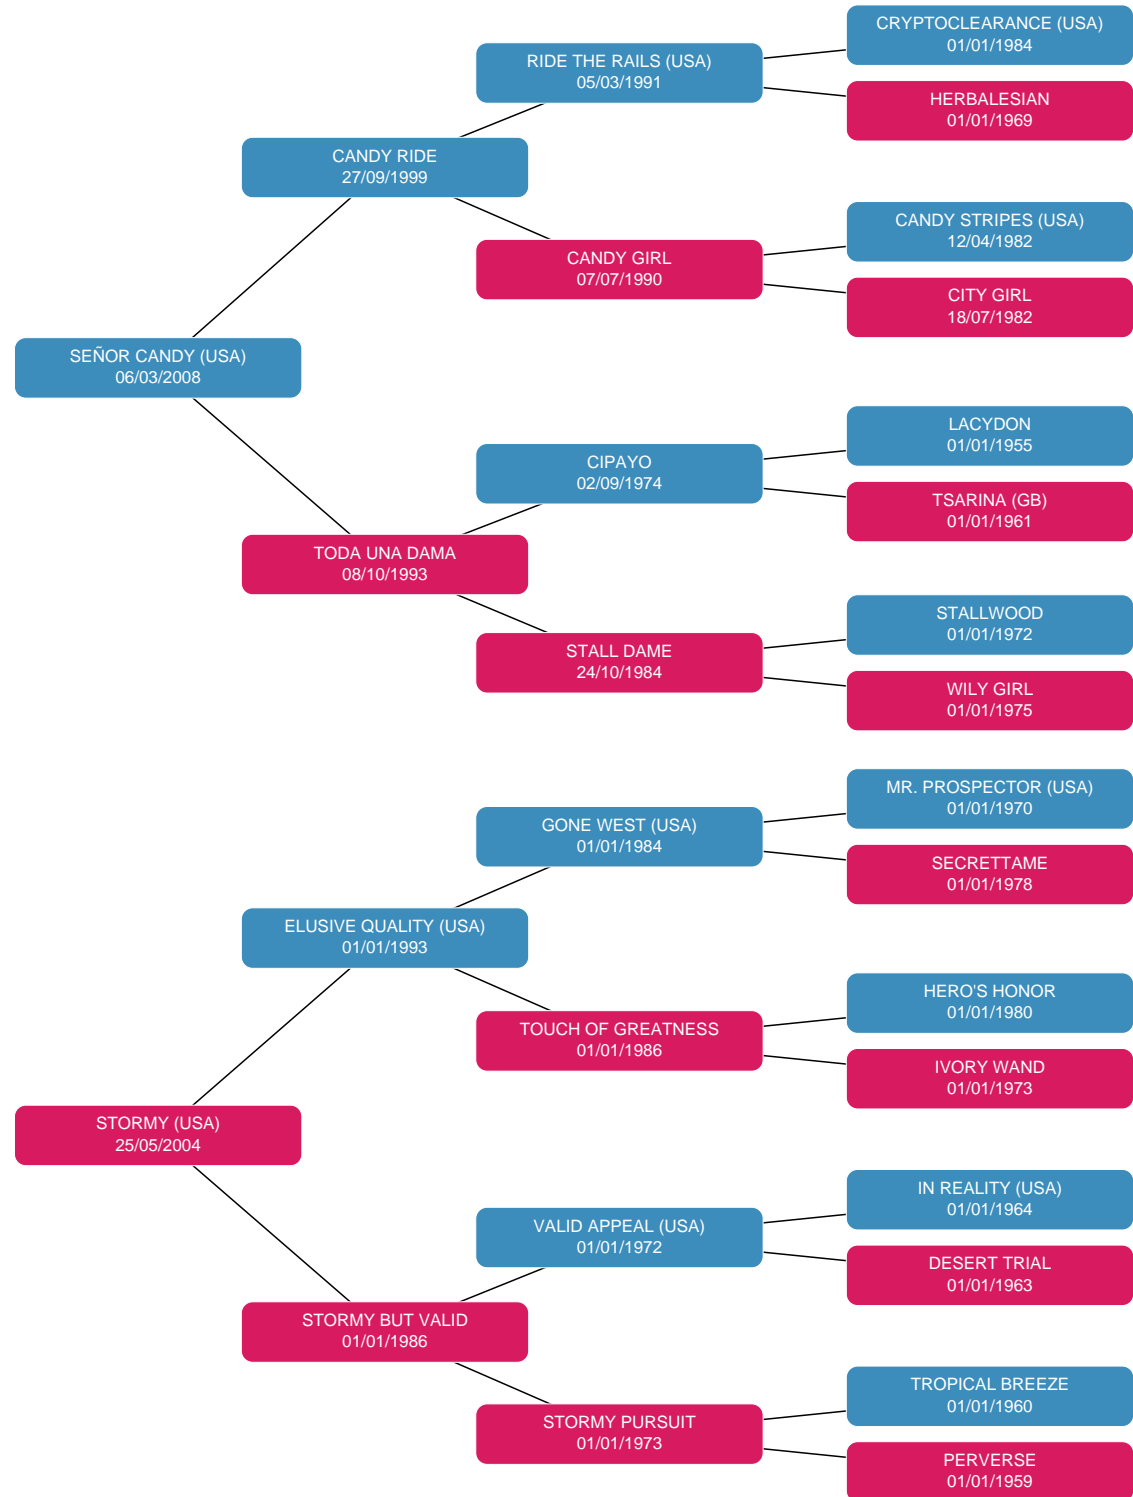 CRYPTOCLEARANCE (USA)
01/01/1984
RIDE THE RAILS (USA)
05/03/1991
HERBALESIAN
01/01/1969
CANDY RIDE
27/09/1999
CANDY STRIPES (USA)
12/04/1982
CANDY GIRL
07/07/1990
CITY GIRL
18/07/1982
SEÑOR CANDY (USA)
06/03/2008
LACYDON
01/01/1955
CIPAYO
02/09/1974
TSARINA (GB)
01/01/1961
TODA UNA DAMA
08/10/1993
STALLWOOD
01/01/1972
STALL DAME
24/10/1984
WILY GIRL
01/01/1975
MR. PROSPECTOR (USA)
01/01/1970
GONE WEST (USA)
01/01/1984
SECRETTAME
01/01/1978
ELUSIVE QUALITY (USA)
01/01/1993
HERO'S HONOR
01/01/1980
TOUCH OF GREATNESS
01/01/1986
IVORY WAND
01/01/1973
STORMY (USA)
25/05/2004
IN REALITY (USA)
01/01/1964
VALID APPEAL (USA)
01/01/1972
DESERT TRIAL
01/01/1963
STORMY BUT VALID
01/01/1986
TROPICAL BREEZE
01/01/1960
STORMY PURSUIT
01/01/1973
PERVERSE
01/01/1959